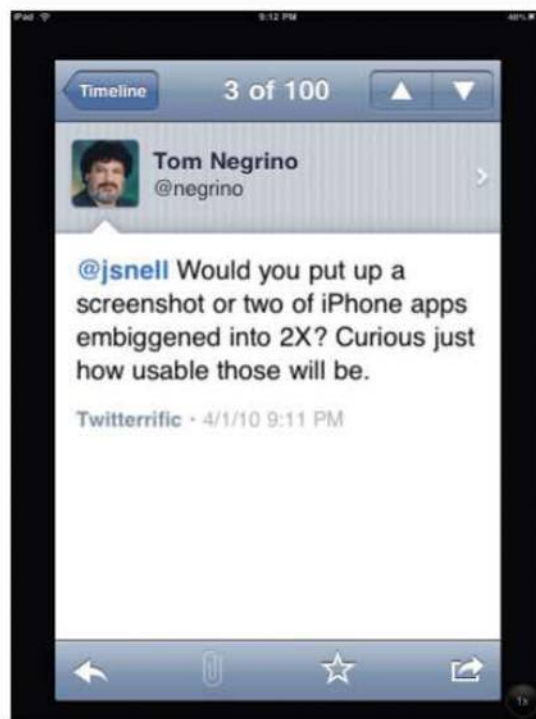 iPad 9:12 PM 48%
Timeline 3 of 100
Tom Negrino
@negrino
@jsnell Would you put up a
screenshot or two of iPhone apps
embiggened into 2X? Curious just
how usable those will be.
Twitterrific · 4/1/10 9:11 PM
1x